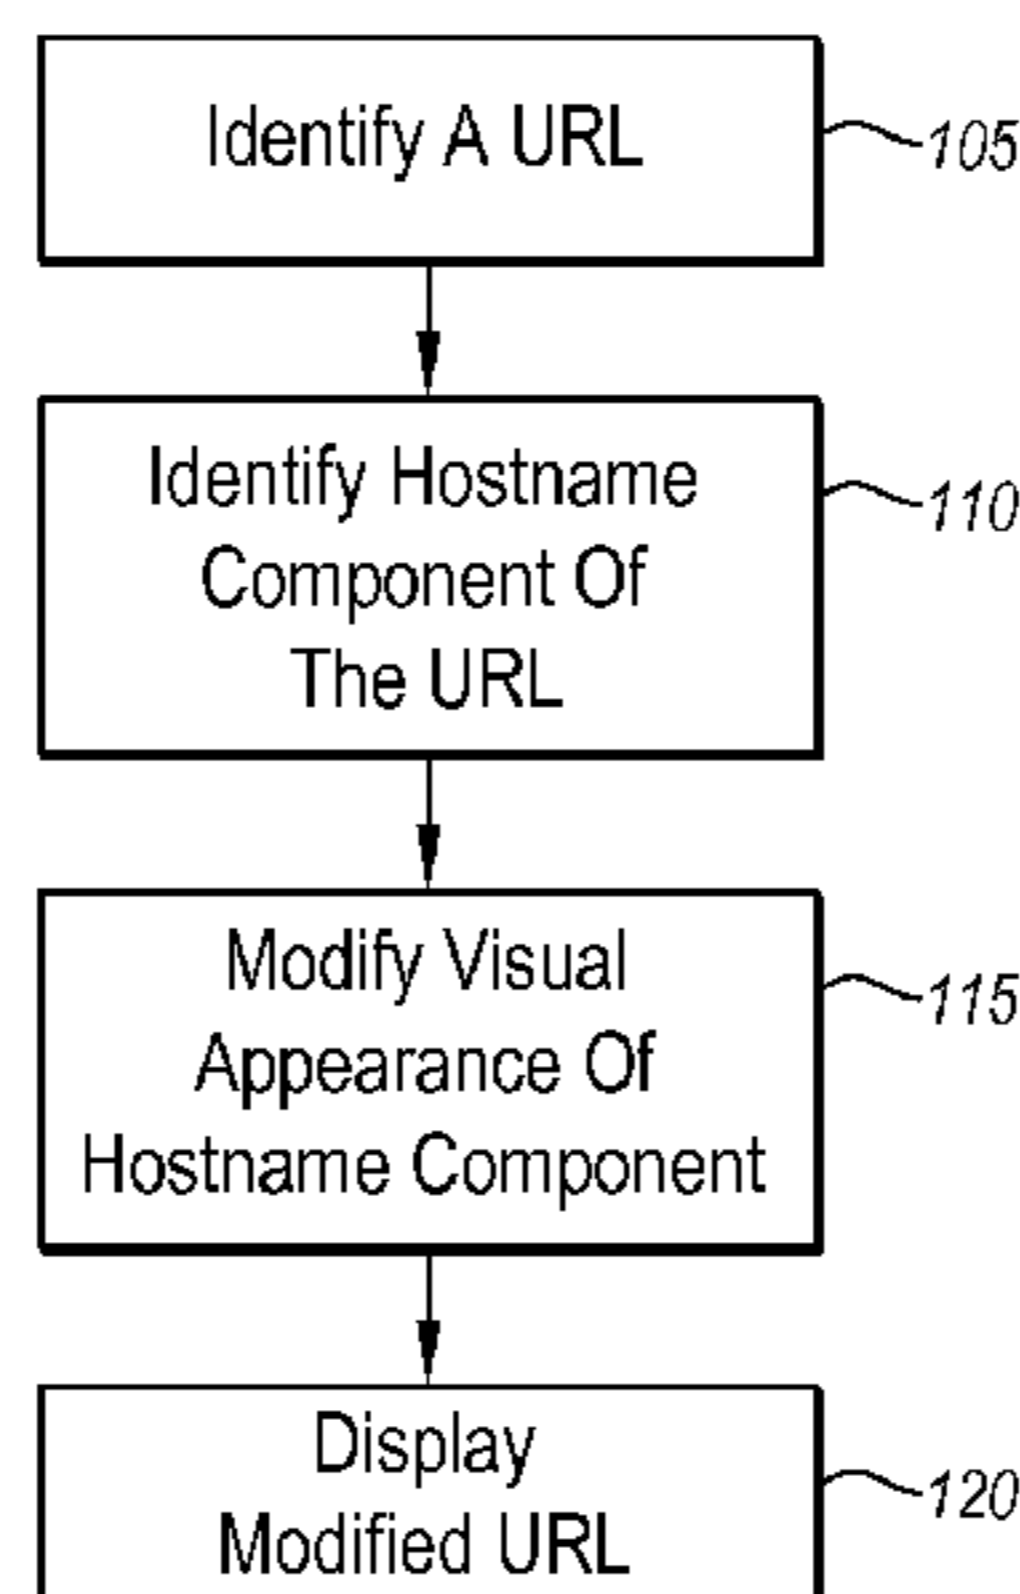 Identify A URL
105
Identify Hostname
Component Of
The URL
110
Modify Visual
Appearance Of
Hostname Component
115
Display
Modified URL
120